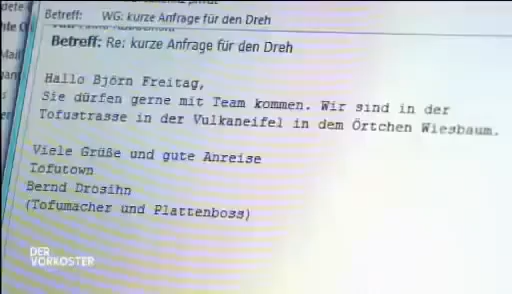 Betreff: WG: kurze Anfrage für den Dreh
Betreff: Re: kurze Anfrage für den Dreh
Hallo Björn Freitag,
Sie dürfen gerne mit Team kommen. Wir sind in der
Tofustrasse in der Vulkaneifel in dem Örtchen Wiesbaum.
Viele Grüße und gute Anreise
Tofutown
Bernd Drosihn
(Tofumacher und Plattenboss)
DER
VORKOSTER